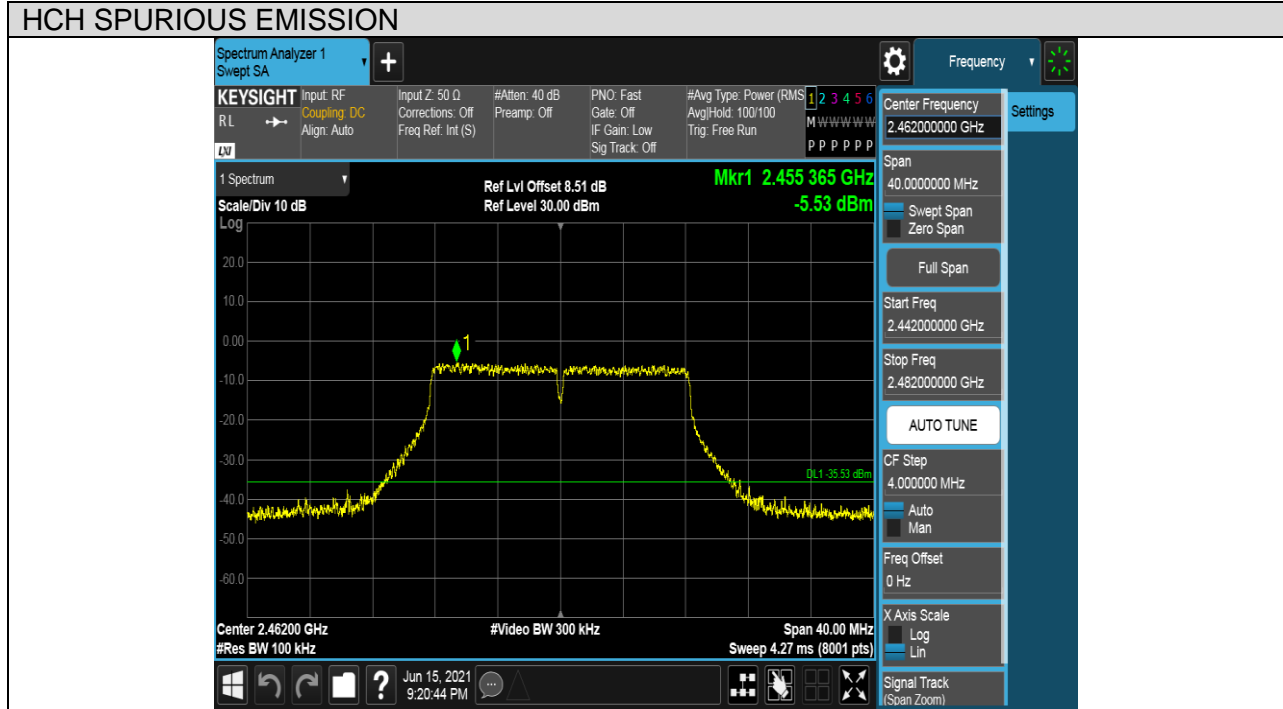 HCH SPURIOUS EMISSION
Spectrum Analyzer 1
Swept SA
+
Frequency
KEYSIGHT
RL
LXI
Input: RF
Coupling: DC
Align: Auto
Input Z: 50 Ω
Corrections: Off
Freq Ref: Int (S)
#Atten: 40 dB
Preamp: Off
PNO: Fast
Gate: Off
IF Gain: Low
Sig Track: Off
#Avg Type: Power (RMS
Avg|Hold: 100/100
Trig: Free Run
1 2 3 4 5 6
M W W W W W
P P P P P P
1 Spectrum
Scale/Div 10 dB
Ref Lvl Offset 8.51 dB
Ref Level 30.00 dBm
Mkr1 2.455 365 GHz
-5.53 dBm
Log
20.0
10.0
0.00
-10.0
-20.0
-30.0
-40.0
-50.0
-60.0
1
DL1 -35.53 dBm
Center 2.46200 GHz
#Res BW 100 kHz
#Video BW 300 kHz
Span 40.00 MHz
Sweep 4.27 ms (8001 pts)
?
Jun 15, 2021
9:20:44 PM
Center Frequency
2.462000000 GHz
Settings
Span
40.0000000 MHz
Swept Span
Zero Span
Full Span
Start Freq
2.442000000 GHz
Stop Freq
2.482000000 GHz
AUTO TUNE
CF Step
4.000000 MHz
Auto
Man
Freq Offset
0 Hz
X Axis Scale
Log
Lin
Signal Track
(Span Zoom)